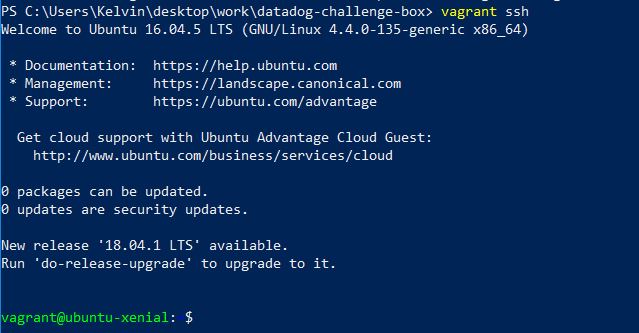 PS C:\Users\Kelvin\desktop\work\datadog-challenge-box> vagrant ssh
Welcome to Ubuntu 16.04.5 LTS (GNU/Linux 4.4.0-135-generic x86_64)
* Documentation:  https://help.ubuntu.com
* Management:     https://landscape.canonical.com
* Support:        https://ubuntu.com/advantage
Get cloud support with Ubuntu Advantage Cloud Guest:
http://www.ubuntu.com/business/services/cloud
0 packages can be updated.
0 updates are security updates.
New release '18.04.1 LTS' available.
Run 'do-release-upgrade' to upgrade to it.
vagrant@ubuntu-xenial: $